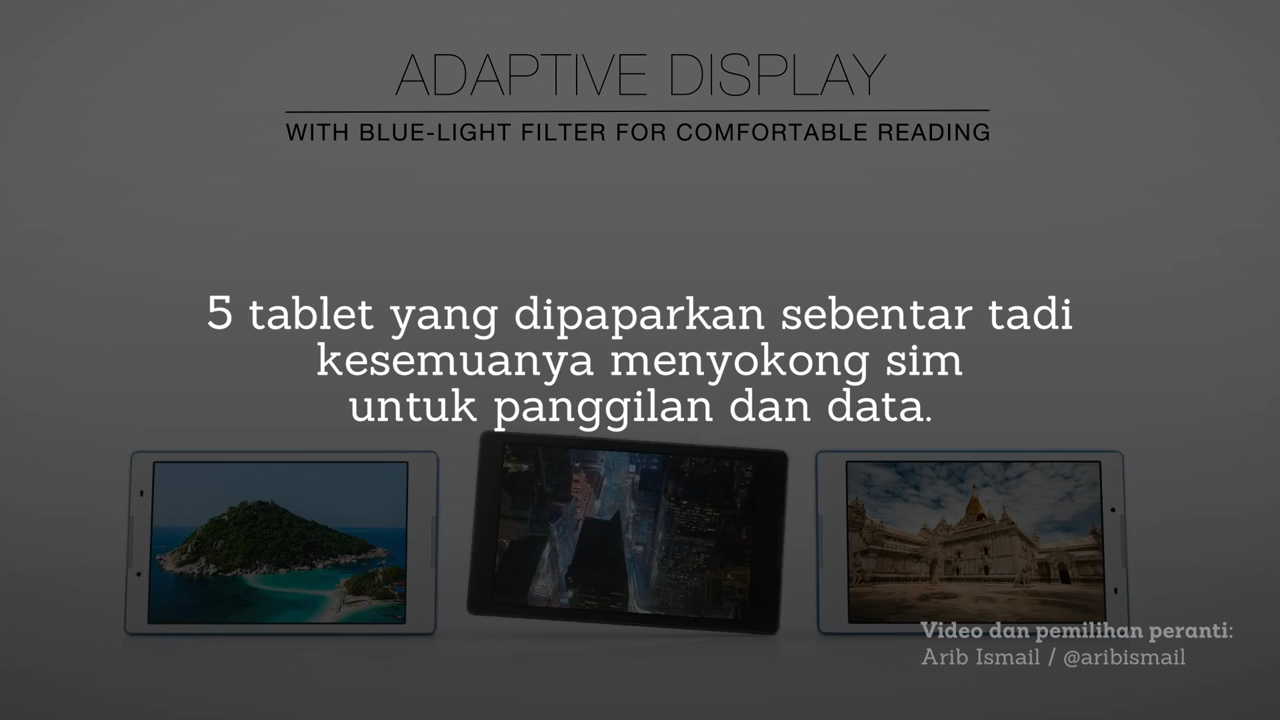 ADAPTIVE DISPLAY
WITH BLUE-LIGHT FILTER FOR COMFORTABLE READING
5 tablet yang dipaparkan sebentar tadi
kesemuanya menyokong sim
untuk panggilan dan data.
Video dan pemilihan peranti:
Arib Ismail / @aribismail